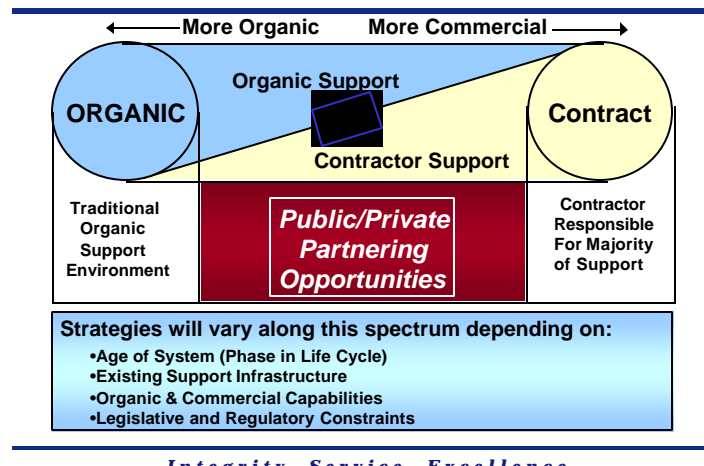 More Organic More Commercial
Organic Support
ORGANIC
Contract
Contractor Support
Traditional
Organic
Support
Environment
Public/Private
Partnering
Opportunities
Contractor
Responsible
For Majority
of Support
Strategies will vary along this spectrum depending on:
•Age of System (Phase in Life Cycle)
•Existing Support Infrastructure
•Organic & Commercial Capabilities
•Legislative and Regulatory Constraints
Integrity Service Excellence